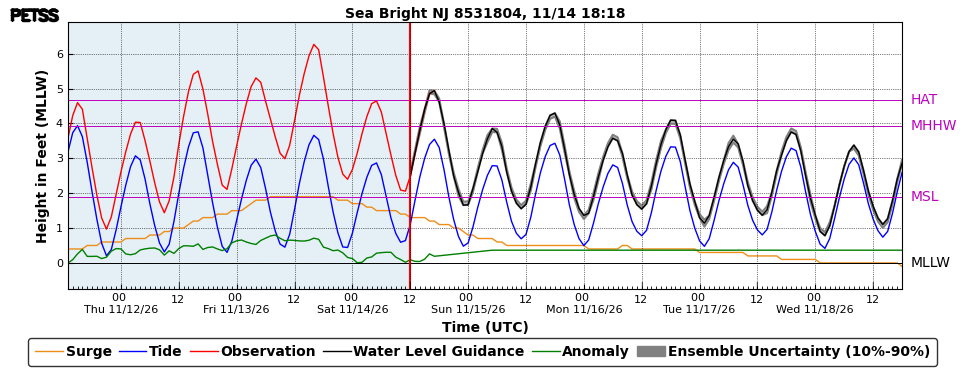 PETSS
Sea Bright NJ 8531804, 11/14 18:18
Height in Feet (MLLW)
6
5
4
3
2
1
0
HAT
MHHW
MSL
MLLW
00 12 00 12 00 12 00 12 00 12 00 12 00 12
Thu 11/12/26 Fri 11/13/26 Sat 11/14/26 Sun 11/15/26 Mon 11/16/26 Tue 11/17/26 Wed 11/18/26
Time (UTC)
Surge Tide Observation Water Level Guidance Anomaly Ensemble Uncertainty (10%-90%)